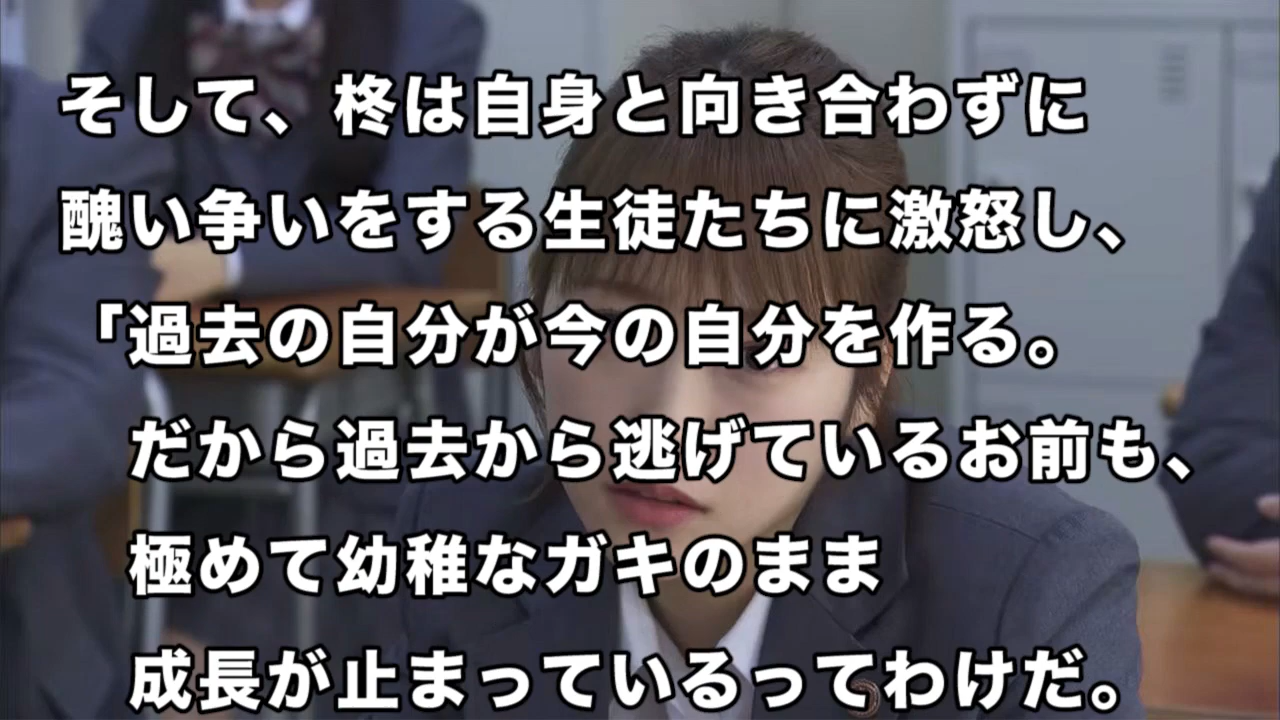 そして、柊は自身と向き合わずに
醜い争いをする生徒たちに激怒し、
「過去の自分が今の自分を作る。
だから過去から逃げているお前も、
極めて幼稚なガキのまま
成長が止まっているってわけだ。